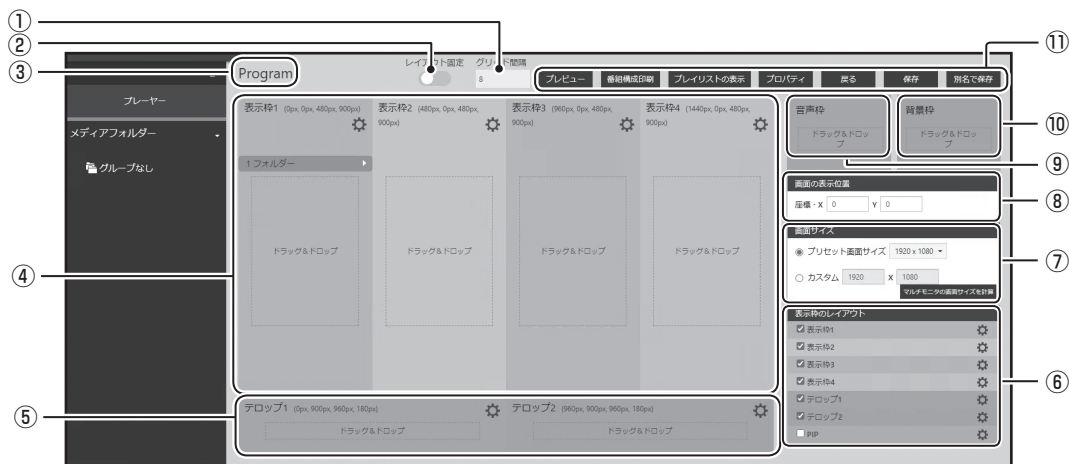 ①
②
③
④
⑤
⑥
⑦
⑧
⑨
⑩
⑪
レイアウト固定
グリッド間隔
Program
8
プレビュー
番組構成印刷
プレイリストの表示
プロパティ
戻る
保存
別名で保存
プレーヤー
メディアフォルダー
グループなし
表示枠1 (0px, 0px, 480px, 900px)
表示枠2 (480px, 0px, 480px, 900px)
表示枠3 (960px, 0px, 480px, 900px)
表示枠4 (1440px, 0px, 480px, 900px)
1 フォルダー
ドラッグ&ドロップ
ドラッグ&ドロップ
ドラッグ&ドロップ
ドラッグ&ドロップ
テロップ1 (0px, 900px, 960px, 180px)
ドラッグ&ドロップ
テロップ2 (960px, 900px, 960px, 180px)
ドラッグ&ドロップ
音声枠
ドラッグ&ドロップ
背景枠
ドラッグ&ドロップ
画面の表示位置
座標 - X 0 Y 0
画面サイズ
プリセット画面サイズ 1920 x 1080
カスタム 1920 x 1080
マルチモニタの画面サイズを計算
表示枠のレイアウト
表示枠1
表示枠2
表示枠3
表示枠4
テロップ1
テロップ2
PIP